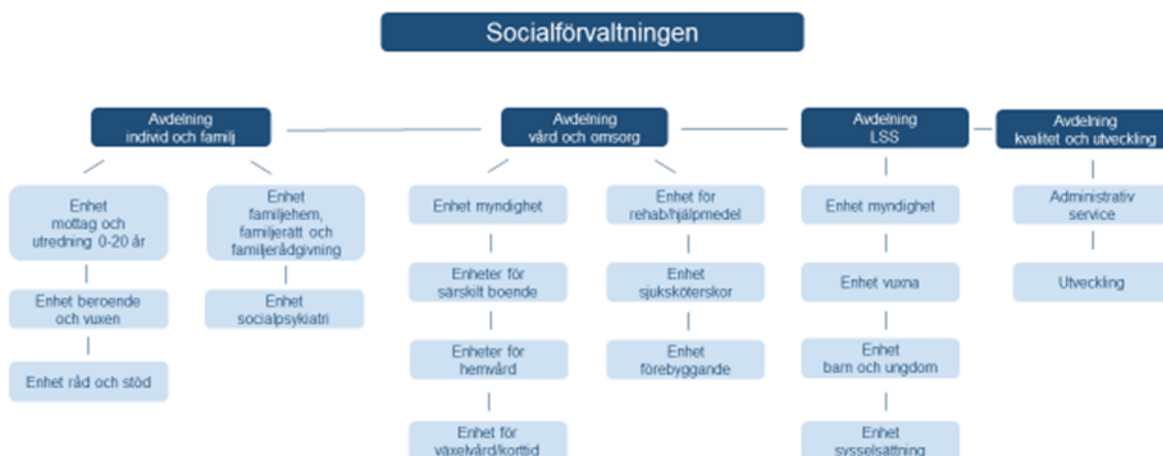 Socialförvaltningen
Avdelning
individ och familj
Avdelning
vård och omsorg
Avdelning
LSS
Avdelning
kvalitet och utveckling
Enhet
mottag och
utredning 0-20 år
Enhet beroende
och vuxen
Enhet råd och stöd
Enhet
familjehem,
familjerätt och
familjerådgivning
Enhet
socialpsykiatri
Enhet myndighet
Enheter för
särskilt boende
Enheter för
hemvård
Enhet för
växelvård/korttid
Enhet för
rehab/hjälpmedel
Enhet
sjuksköterskor
Enhet
förebyggande
Enhet myndighet
Enhet vuxna
Enhet
barn och ungdom
Enhet
sysselsättning
Administrativ
service
Utveckling